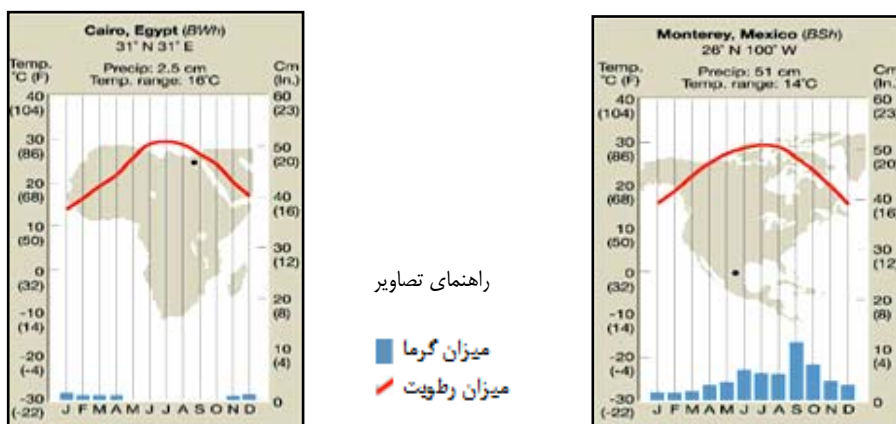 Cairo, Egypt (BWh)
31° N 31° E
Temp. °C (F)
Precip: 2.5 cm
Temp. range: 16°C
Cm (In.)
40 (104)
30 (86)
20 (68)
10 (50)
0 (32)
-10 (14)
-20 (-4)
-30 (-22)
60 (23)
50 (20)
40 (16)
30 (12)
20 (8)
10 (4)
0
J F M A M J J A S O N D
راهنمای تصاویر
میزان گرما
میزان رطوبت
Monterey, Mexico (BSh)
26° N 100° W
Temp. °C (F)
Precip: 51 cm
Temp. range: 14°C
Cm (In.)
40 (104)
30 (86)
20 (68)
10 (50)
0 (32)
-10 (14)
-20 (-4)
-30 (-22)
60 (23)
50 (20)
40 (16)
30 (12)
20 (8)
10 (4)
0
J F M A M J J A S O N D